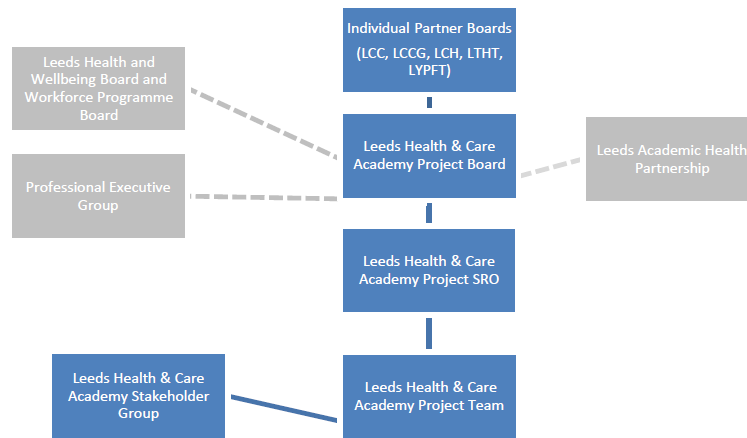 Individual Partner Boards
(LCC, LCCG, LCH, LTHT,
LYPFT)
Leeds Health and
Wellbeing Board and
Workforce Programme
Board
Leeds Health & Care
Academy Project Board
Leeds Academic Health
Partnership
Professional Executive
Group
Leeds Health & Care
Academy Project SRO
Leeds Health & Care
Academy Stakeholder
Group
Leeds Health & Care
Academy Project Team